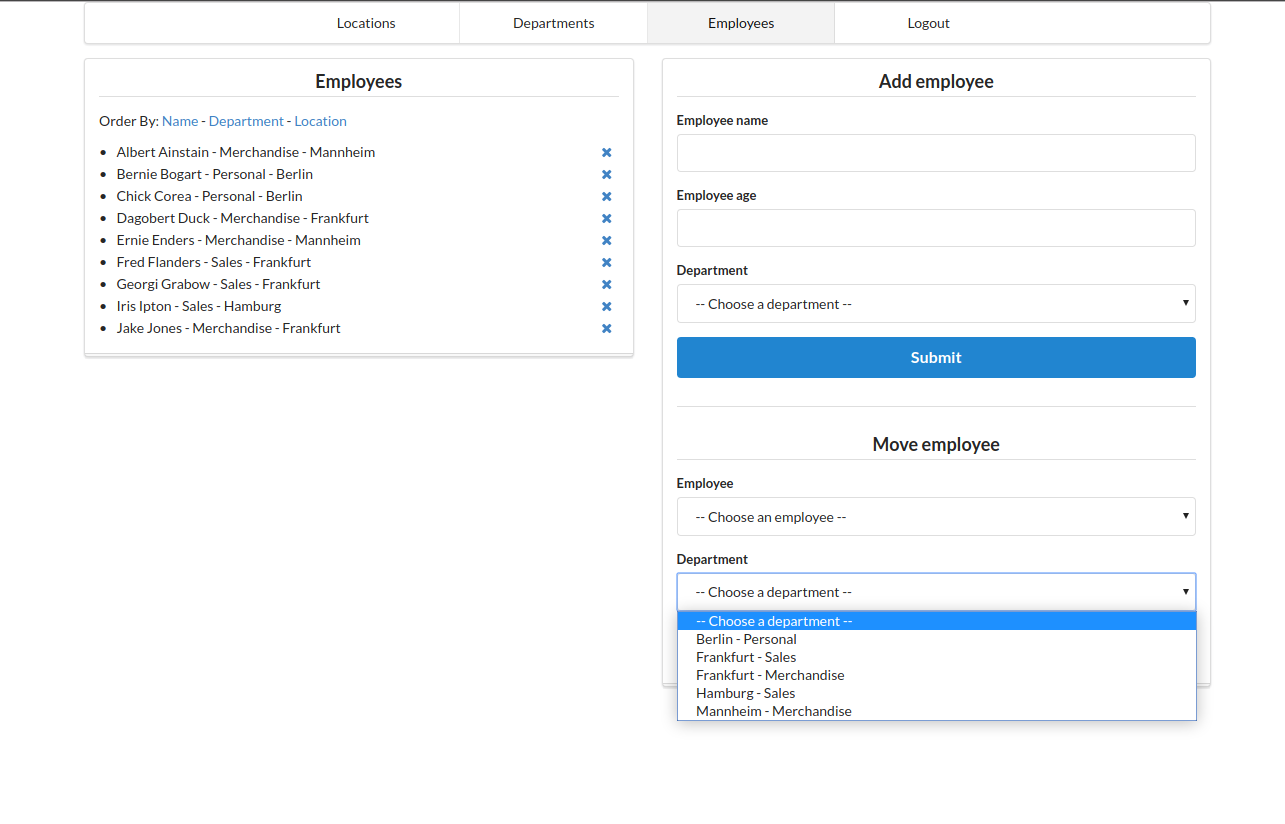 Locations
Departments
Employees
Logout
Employees
Order By: Name - Department - Location
Albert Ainstain - Merchandise - Mannheim
Bernie Bogart - Personal - Berlin
Chick Corea - Personal - Berlin
Dagobert Duck - Merchandise - Frankfurt
Ernie Enders - Merchandise - Mannheim
Fred Flanders - Sales - Frankfurt
Georgi Grabow - Sales - Frankfurt
Iris Ipton - Sales - Hamburg
Jake Jones - Merchandise - Frankfurt
Add employee
Employee name
Employee age
Department
-- Choose a department --
Submit
Move employee
Employee
-- Choose an employee --
Department
-- Choose a department --
-- Choose a department --
Berlin - Personal
Frankfurt - Sales
Frankfurt - Merchandise
Hamburg - Sales
Mannheim - Merchandise